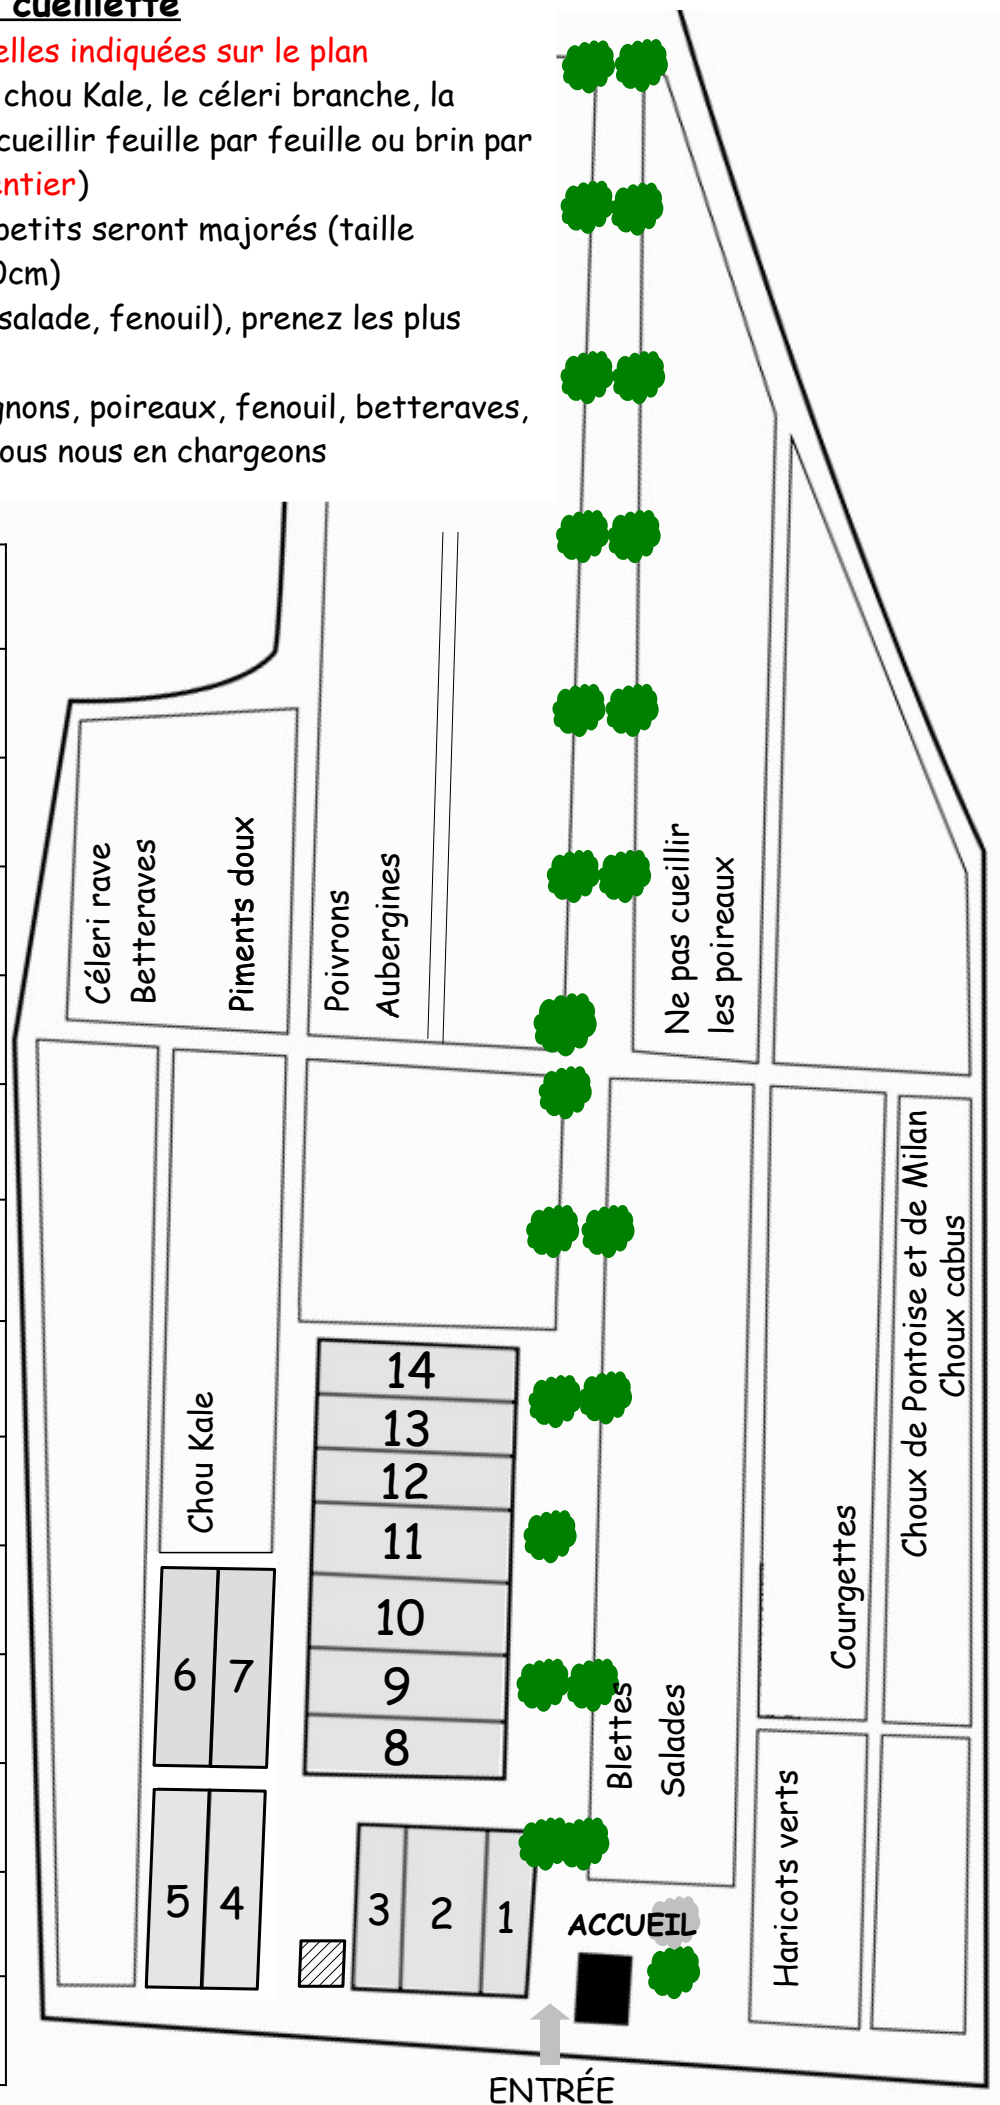 cueillette
elles indiquées sur le plan
chou Kale, le céleri branche, la
cueillir feuille par feuille ou brin par
entier)
petits seront majorés (taille
0cm)
salade, fenouil), prenez les plus
gnons, poireaux, fenouil, betteraves,
ous nous en chargeons
Céleri rave
Betteraves
Piments doux
Poivrons
Aubergines
Ne pas cueillir
les poireaux
Chou Kale
14
13
12
11
10
9
8
6
7
5
4
3
2
1
Blettes
Salades
Courgettes
Choux de Pontoise et de Milan
Choux cabus
Haricots verts
ACCUEIL
ENTRÉE